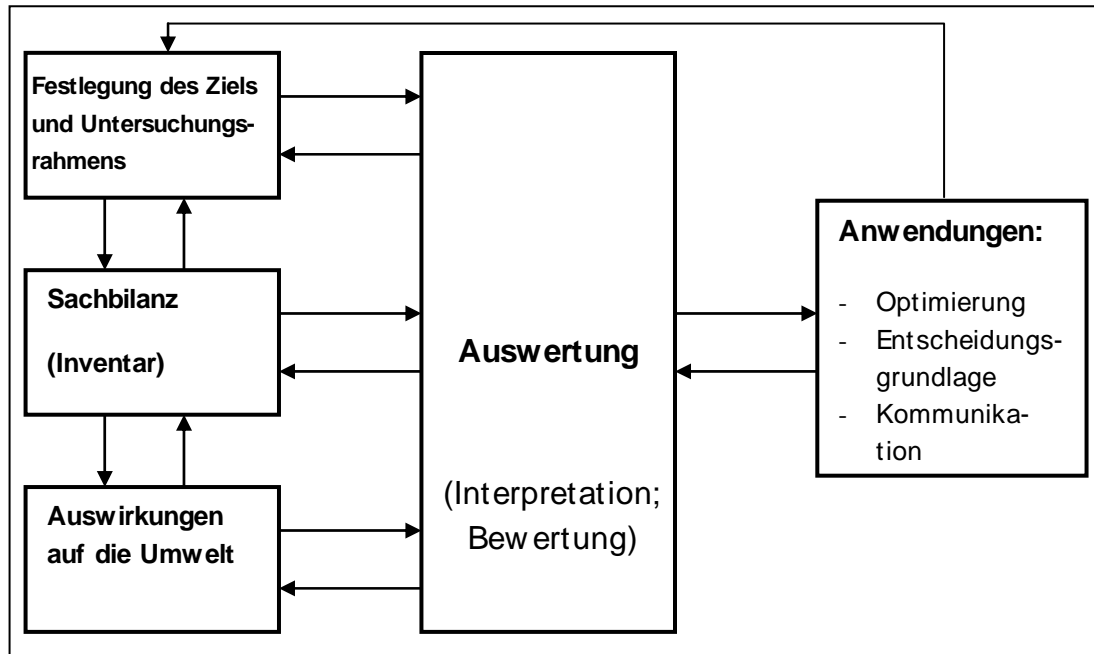 Festlegung des Ziels
und Untersuchungs-
rahmens
Sachbilanz
(Inventar)
Auswirkungen
auf die Umwelt
Auswertung
(Interpretation;
Bewertung)
Anwendungen:
- Optimierung
- Entscheidungs-
grundlage
- Kommunika-
tion